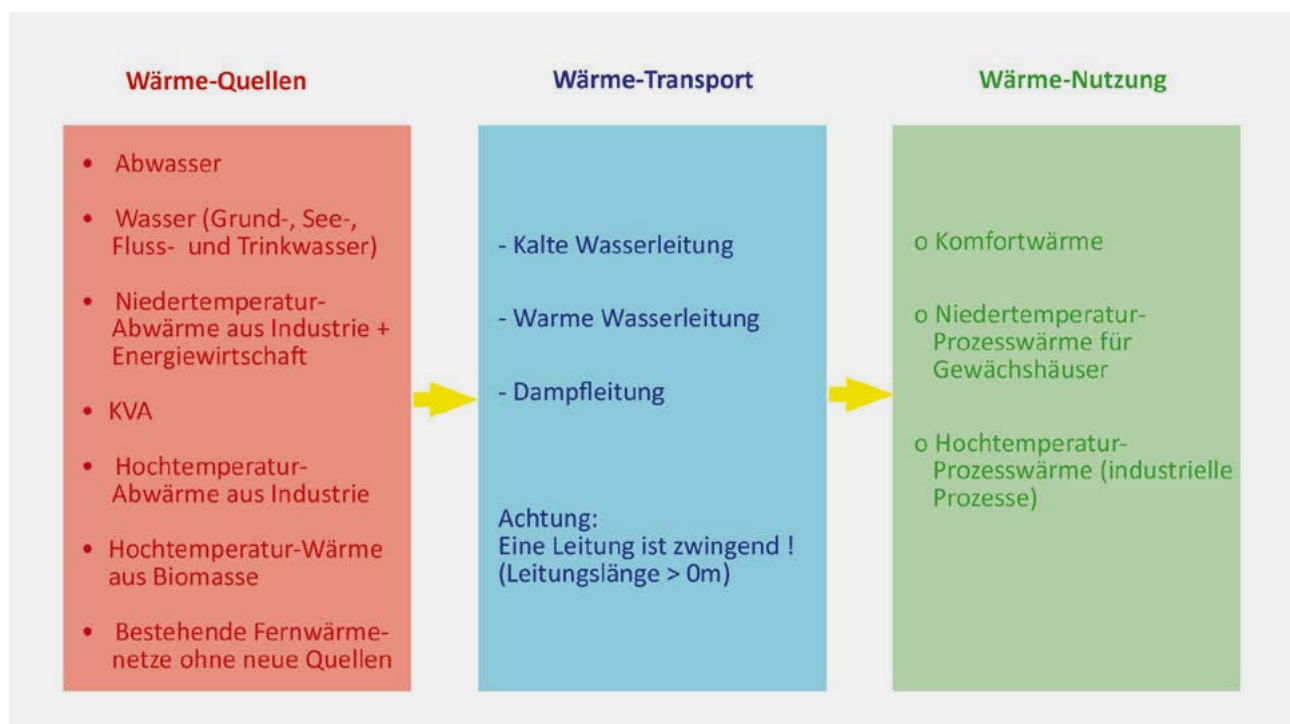 Wärme-Quellen
• Abwasser
• Wasser (Grund-, See-,
Fluss- und Trinkwasser)
• Niedertemperatur-
Abwärme aus Industrie +
Energiewirtschaft
• KVA
• Hochtemperatur-
Abwärme aus Industrie
• Hochtemperatur-Wärme
aus Biomasse
• Bestehende Fernwärme-
netze ohne neue Quellen
Wärme-Transport
- Kalte Wasserleitung
- Warme Wasserleitung
- Dampfleitung
Achtung:
Eine Leitung ist zwingend !
(Leitungslänge > 0m)
Wärme-Nutzung
o Komfortwärme
o Niedertemperatur-
Prozesswärme für
Gewächshäuser
o Hochtemperatur-
Prozesswärme (industrielle
Prozesse)